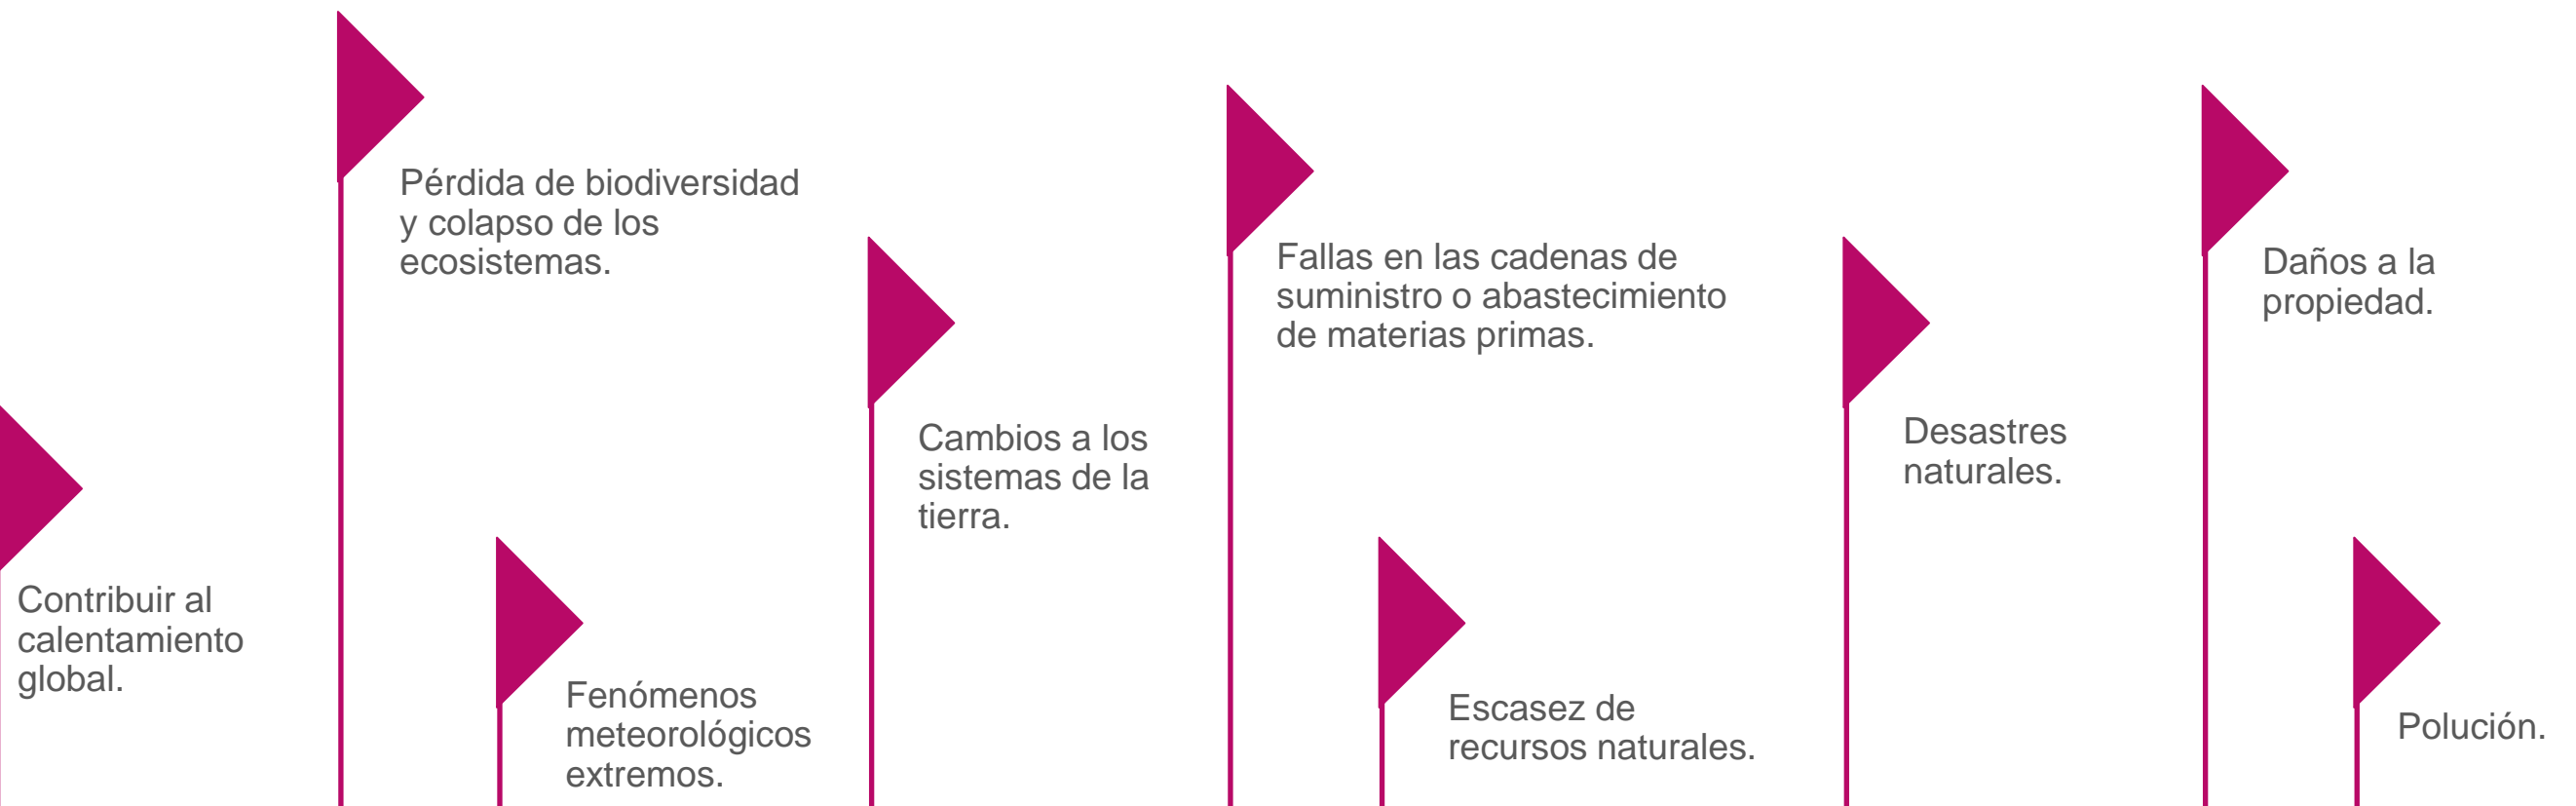 Contribuir al
calentamiento
global.
Pérdida de biodiversidad
y colapso de los
ecosistemas.
Fenómenos
meteorológicos
extremos.
Cambios a los
sistemas de la
tierra.
Fallas en las cadenas de
suministro o abastecimiento
de materias primas.
Escasez de
recursos naturales.
Desastres
naturales.
Daños a la
propiedad.
Polución.